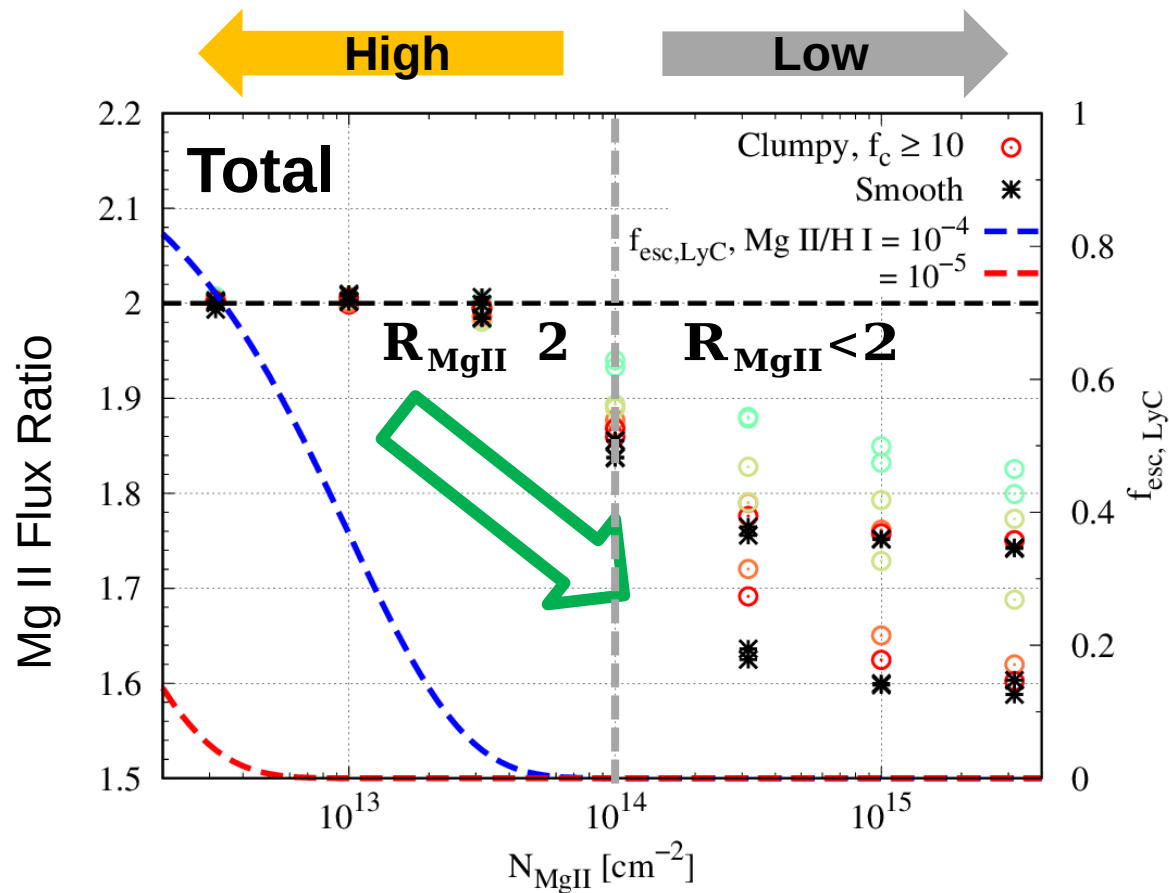 High
Low
Total
Clumpy, f_c ≥ 10
Smooth
f_esc,LyC, Mg II/H I = 10^−4
= 10^−5
R_MgII 2
R_MgII <2
2.2
2.1
2
1.9
1.8
1.7
1.6
1.5
Mg II Flux Ratio
1
0.8
0.6
0.4
0.2
0
f_esc, LyC
10^13
10^14
10^15
N_MgII [cm^−2]